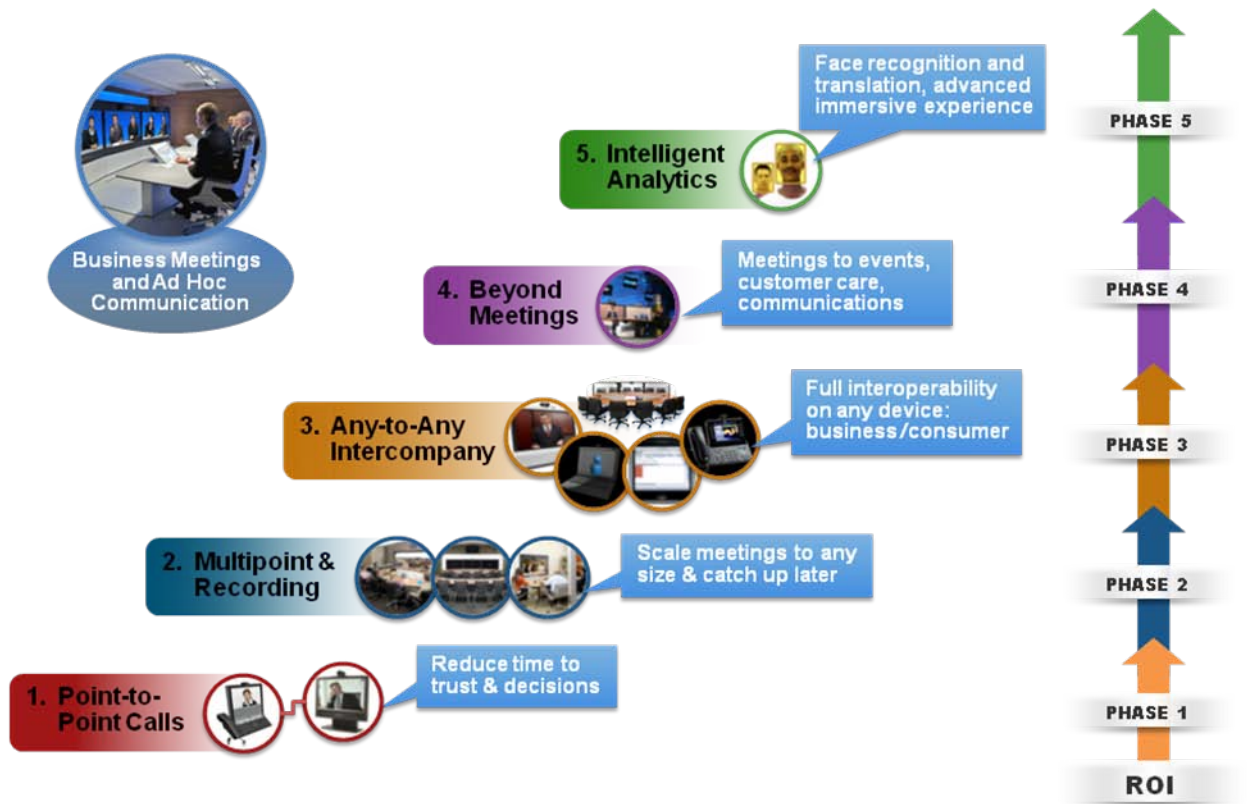 Face recognition and
translation, advanced
immersive experience
PHASE 5
5. Intelligent
Analytics
Business Meetings
and Ad Hoc
Communication
Meetings to events,
customer care,
communications
4. Beyond
Meetings
PHASE 4
Full interoperability
on any device:
business/consumer
3. Any-to-Any
Intercompany
PHASE 3
Scale meetings to any
size & catch up later
2. Multipoint &
Recording
PHASE 2
Reduce time to
trust & decisions
1. Point-to-
Point Calls
PHASE 1
ROI